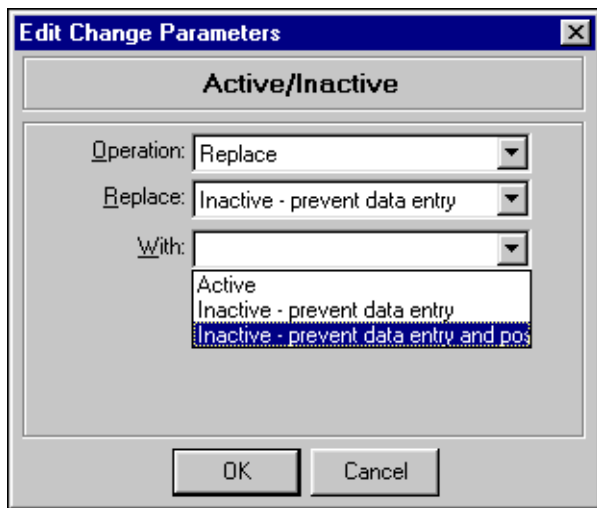 Edit Change Parameters
Active/Inactive
Operation: Replace
Replace: Inactive - prevent data entry
With:
Active
Inactive - prevent data entry
Inactive - prevent data entry and pos
OK Cancel